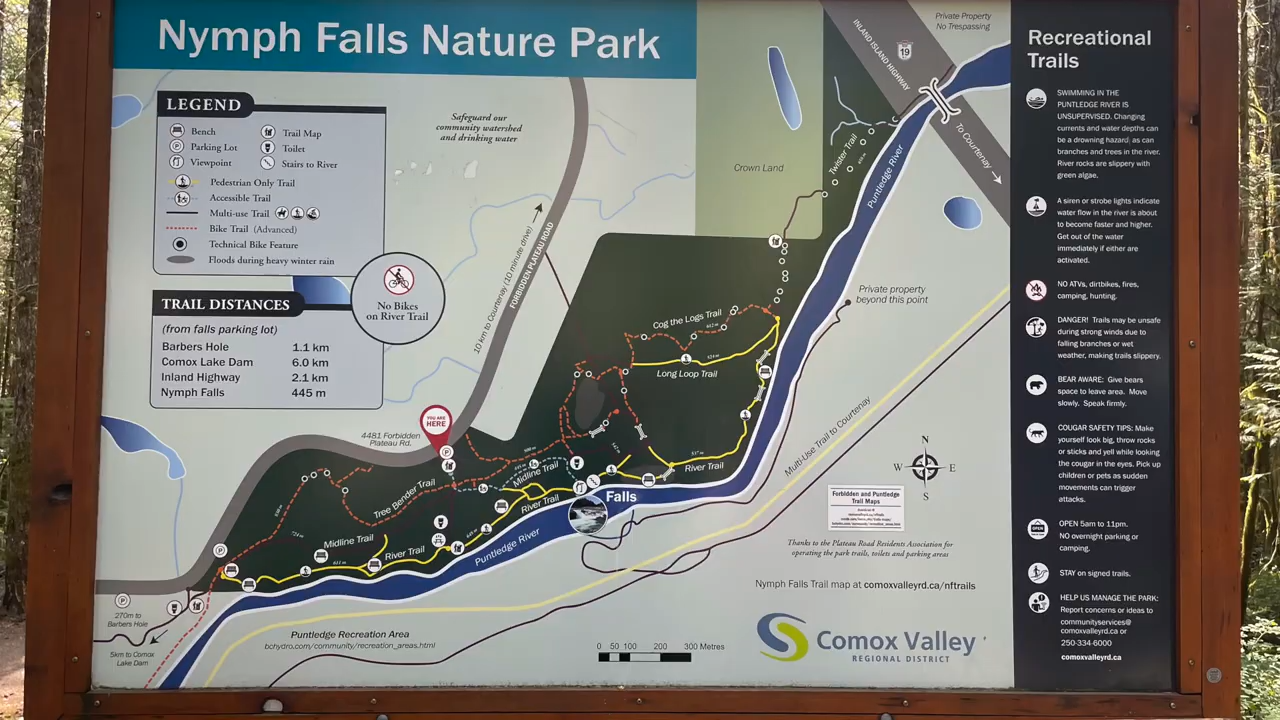 Nymph Falls Nature Park
LEGEND
Bench
Parking Lot
Viewpoint
Trail Map
Toilet
Stairs to River
Pedestrian Only Trail
Accessible Trail
Multi-use Trail
Bike Trail (Advanced)
Technical Bike Feature
Floods during heavy winter rain
No Bikes
on River Trail
TRAIL DISTANCES
(from falls parking lot)
Barbers Hole 1.1 km
Comox Lake Dam 6.0 km
Inland Highway 2.1 km
Nymph Falls 445 m
Safeguard our
community watershed
and drinking water
10 km to Courtenay (10 minute drive)
FORBIDDEN PLATEAU ROAD
Crown Land
INLAND ISLAND HIGHWAY
19
To Courtenay
Private Property
No Trespassing
Twister Trail
Puntledge River
Private property
beyond this point
Cog the Logs Trail
Long Loop Trail
YOU ARE
HERE
4481 Forbidden
Plateau Rd.
P
Midline Trail
River Trail
River Trail
Falls
Tree Bender Trail
Midline Trail
River Trail
Puntledge River
Multi-use Trail to Courtenay
N
W E
S
Forbidden and Puntledge
Trail Maps
P
P
270m to
Barbers Hole
5km to Comox
Lake Dam
Puntledge Recreation Area
bchydro.com/community/recreation_areas.html
Thanks to the Plateau Road Residents Association for
operating the park trails, toilets and parking areas
Nymph Falls Trail map at comoxvalleyrd.ca/nftrails
0 50 100 200 300 Metres
Comox Valley
REGIONAL DISTRICT
Recreational
Trails
SWIMMING IN THE
PUNTLEDGE RIVER IS
UNSUPERVISED. Changing
currents and water depths can
be a drowning hazard, as can
branches and trees in the river.
River rocks are slippery with
green algae.
A siren or strobe lights indicate
water flow in the river is about
to become faster and higher.
Get out of the water
immediately if either are
activated.
NO ATVs, dirtbikes, fires,
camping, hunting.
DANGER! Trails may be unsafe
during strong winds due to
falling branches or wet
weather, making trails slippery.
BEAR AWARE: Give bears
space to leave area. Move
slowly. Speak firmly.
COUGAR SAFETY TIPS: Make
yourself look big, throw rocks
or sticks and yell while looking
the cougar in the eyes. Pick up
children or pets as sudden
movements can trigger
attacks.
OPEN
OPEN 5am to 11pm.
NO overnight parking or
camping.
STAY on signed trails.
HELP US MANAGE THE PARK:
Report concerns or ideas to
communityservices@
comoxvalleyrd.ca or
250-334-6000
comoxvalleyrd.ca